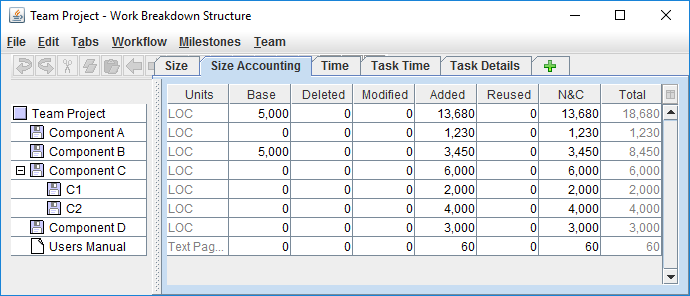 Team Project - Work Breakdown Structure
File Edit Tabs Workflow Milestones Team
Size Size Accounting Time Task Time Task Details
Units Base Deleted Modified Added Reused N&C Total
Team Project LOC 5,000 0 0 13,680 0 13,680 18,680
Component A LOC 0 0 0 1,230 0 1,230 1,230
Component B LOC 5,000 0 0 3,450 0 3,450 8,450
Component C LOC 0 0 0 6,000 0 6,000 6,000
C1 LOC 0 0 0 2,000 0 2,000 2,000
C2 LOC 0 0 0 4,000 0 4,000 4,000
Component D LOC 0 0 0 3,000 0 3,000 3,000
Users Manual Text Pag... 0 0 0 60 0 60 60